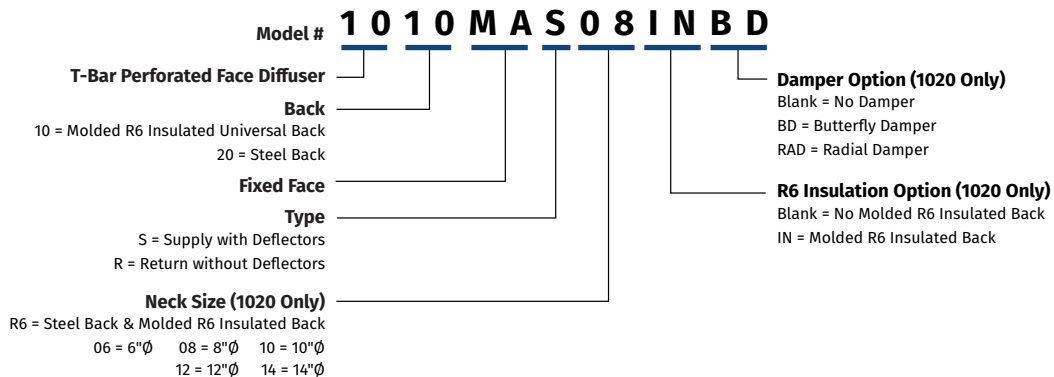 Model # 1 0 1 0 M A S 0 8 I N B D
T-Bar Perforated Face Diffuser
Back
10 = Molded R6 Insulated Universal Back
20 = Steel Back
Fixed Face
Type
S = Supply with Deflectors
R = Return without Deflectors
Neck Size (1020 Only)
R6 = Steel Back & Molded R6 Insulated Back
06 = 6"Ø 08 = 8"Ø 10 = 10"Ø
12 = 12"Ø 14 = 14"Ø
Damper Option (1020 Only)
Blank = No Damper
BD = Butterfly Damper
RAD = Radial Damper
R6 Insulation Option (1020 Only)
Blank = No Molded R6 Insulated Back
IN = Molded R6 Insulated Back